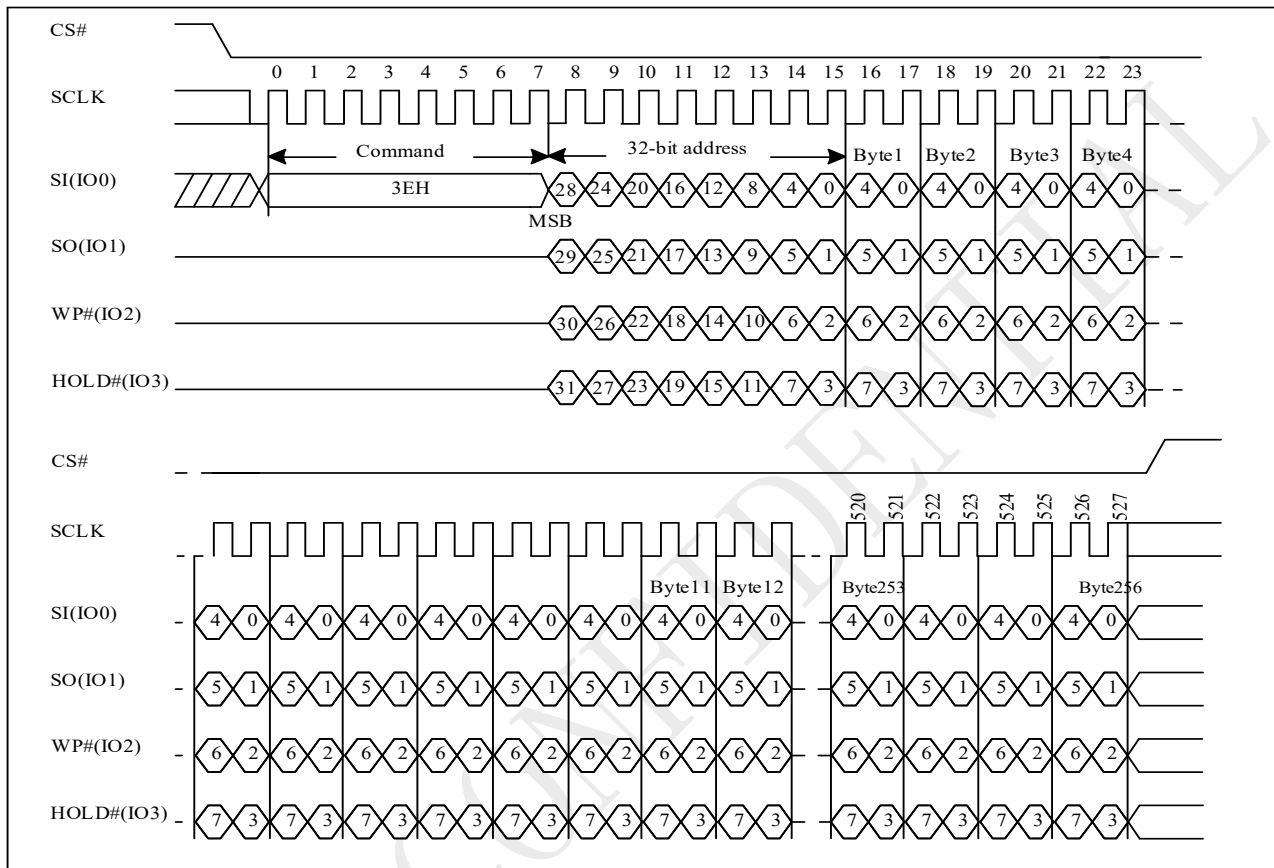 CS#
0 1 2 3 4 5 6 7 8 9 10 11 12 13 14 15 16 17 18 19 20 21 22 23
SCLK
Command 32-bit address Byte1 Byte2 Byte3 Byte4
SI(IO0) 3EH 28 24 20 16 12 8 4 0 4 0 4 0 4 0 4 0
MSB
SO(IO1) 29 25 21 17 13 9 5 1 5 1 5 1 5 1 5 1
WP#(IO2) 30 26 22 18 14 10 6 2 6 2 6 2 6 2 6 2
HOLD#(IO3) 31 27 23 19 15 11 7 3 7 3 7 3 7 3 7 3
CS#
520 521 522 523 524 525 526 527
SCLK
Byte11 Byte12 Byte253 Byte256
SI(IO0) 4 0 4 0 4 0 4 0 4 0 4 0 4 0 4 0 4 0 4 0 4 0 4 0
SO(IO1) 5 1 5 1 5 1 5 1 5 1 5 1 5 1 5 1 5 1 5 1 5 1 5 1
WP#(IO2) 6 2 6 2 6 2 6 2 6 2 6 2 6 2 6 2 6 2 6 2 6 2 6 2
HOLD#(IO3) 7 3 7 3 7 3 7 3 7 3 7 3 7 3 7 3 7 3 7 3 7 3 7 3
CONFIDENTIAL